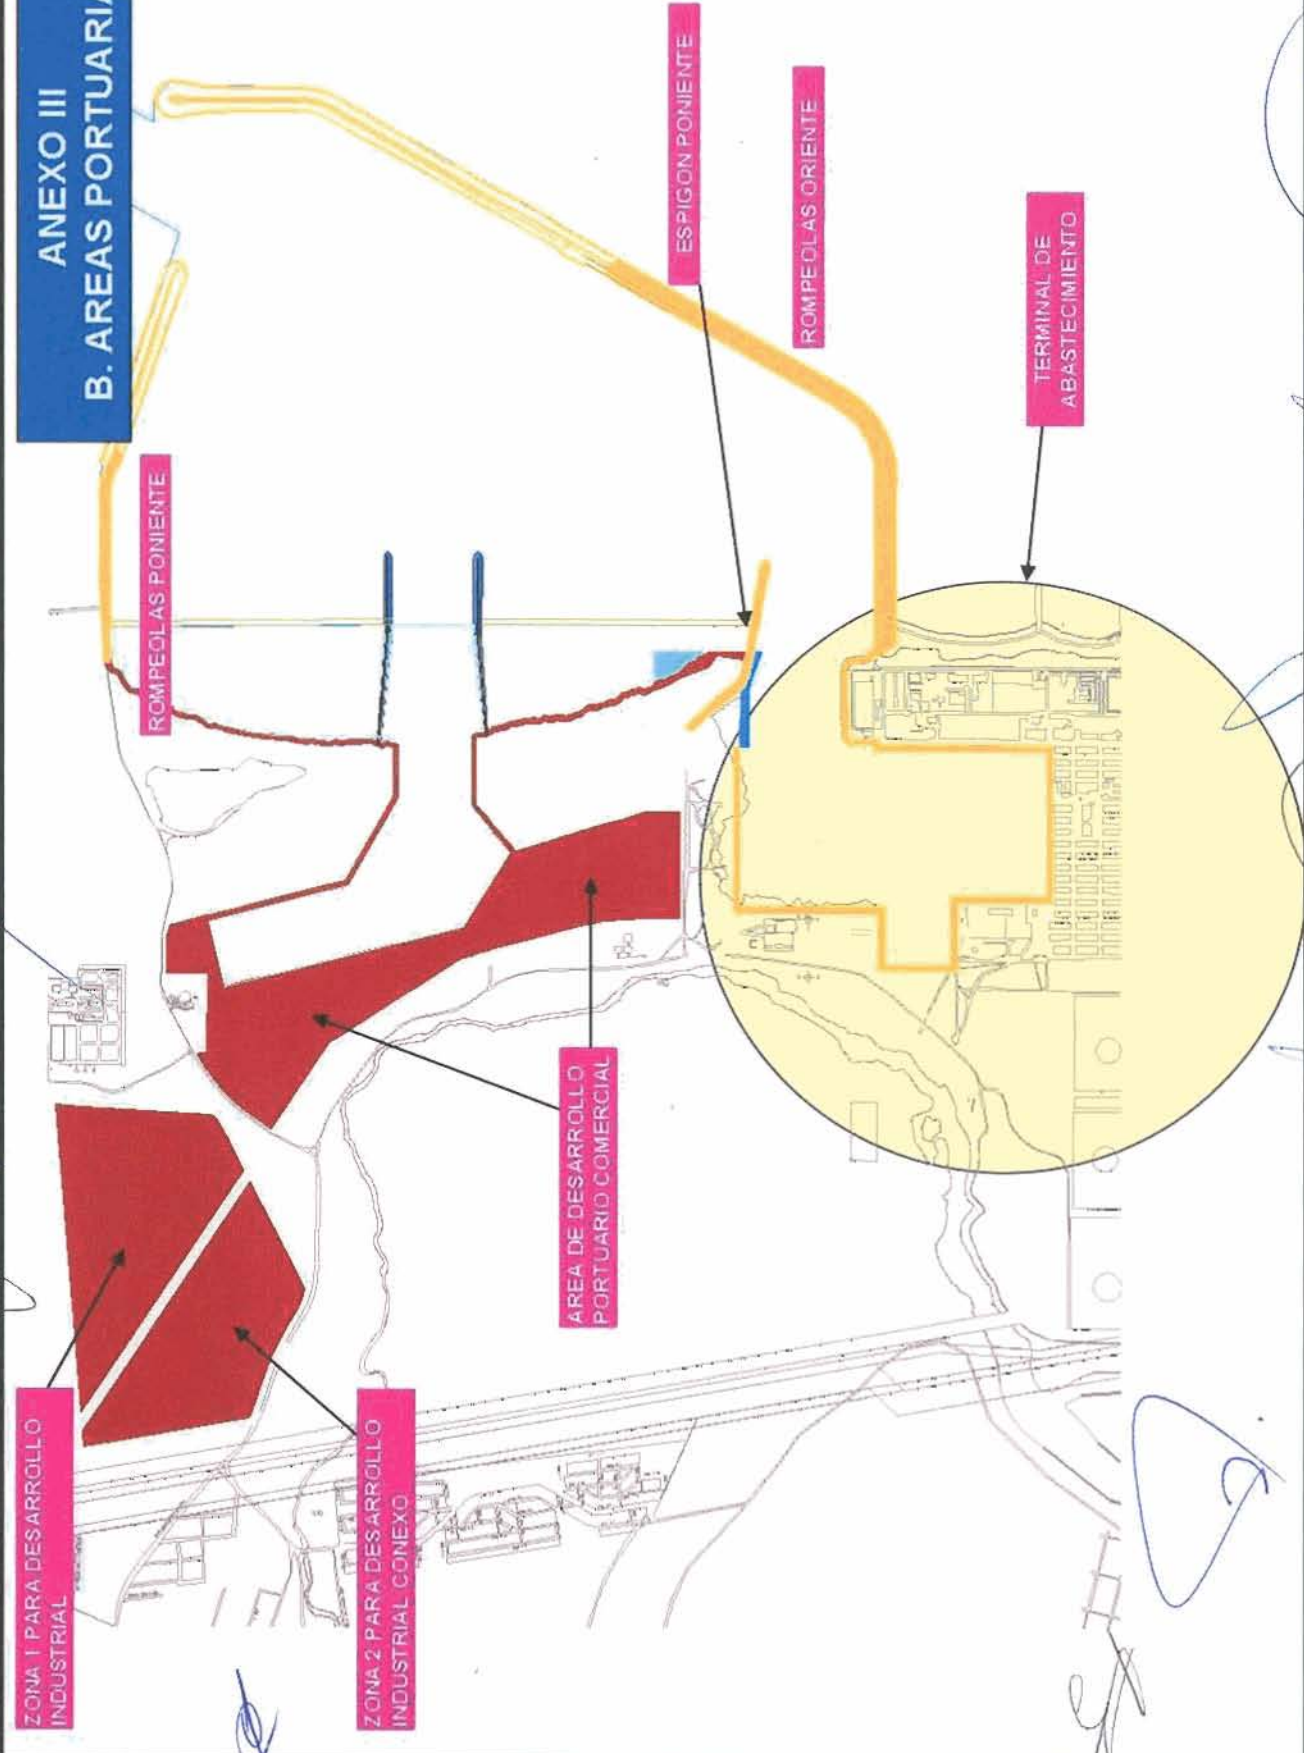 ANEXO III
B. AREAS PORTUARIA
ROMPEOLAS PONIENTE
ESPIGON PONIENTE
ROMPEOLAS ORIENTE
TERMINAL DE
ABASTECIMIENTO
AREA DE DESARROLLO
PORTUARIO COMERCIAL
ZONA 1 PARA DESARROLLO
INDUSTRIAL
ZONA 2 PARA DESARROLLO
INDUSTRIAL CONEXO